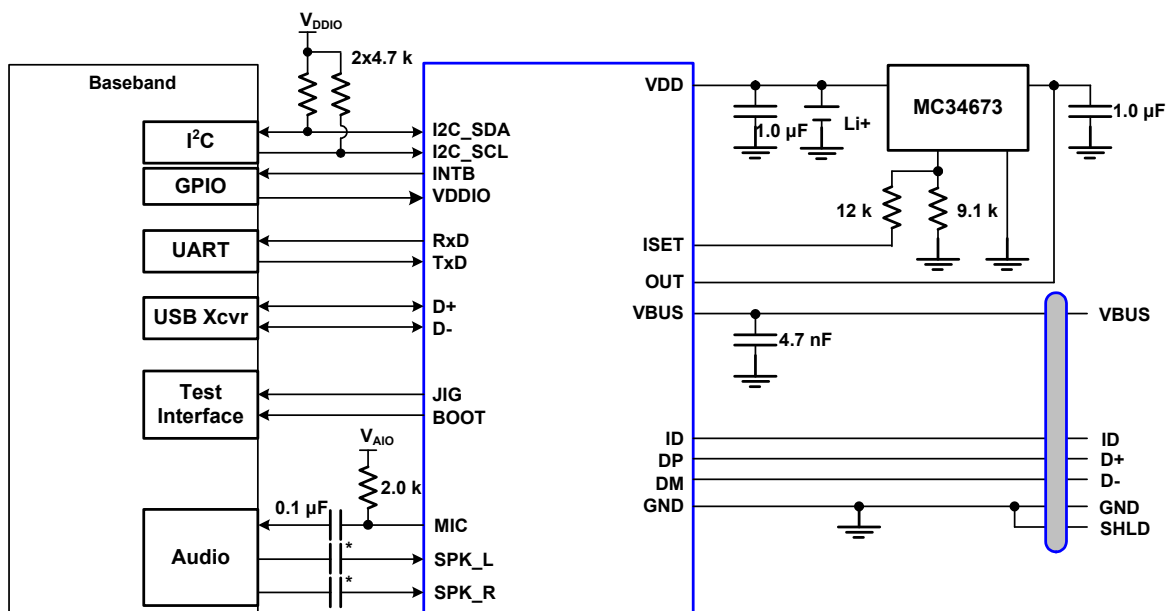 V_DDIO
2x4.7 k
Baseband
I²C
GPIO
UART
USB Xcvr
Test
Interface
Audio
I2C_SDA
I2C_SCL
INTB
VDDIO
RxD
TxD
D+
D-
JIG
BOOT
V_AIO
2.0 k
0.1 µF
MIC
*
SPK_L
*
SPK_R
VDD
1.0 µF
Li+
MC34673
1.0 µF
12 k
9.1 k
ISET
OUT
VBUS
4.7 nF
ID
DP
DM
GND
VBUS
ID
D+
D-
GND
SHLD